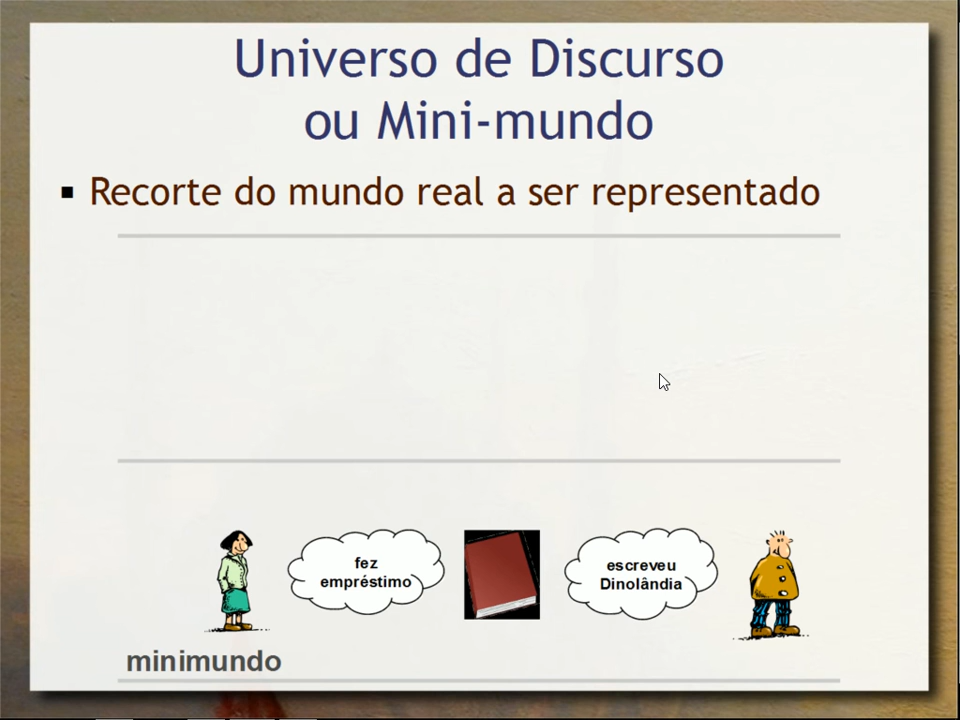 Universo de Discurso
ou Mini-mundo
Recorte do mundo real a ser representado
fez
empréstimo
escreveu
Dinolândia
minimundo